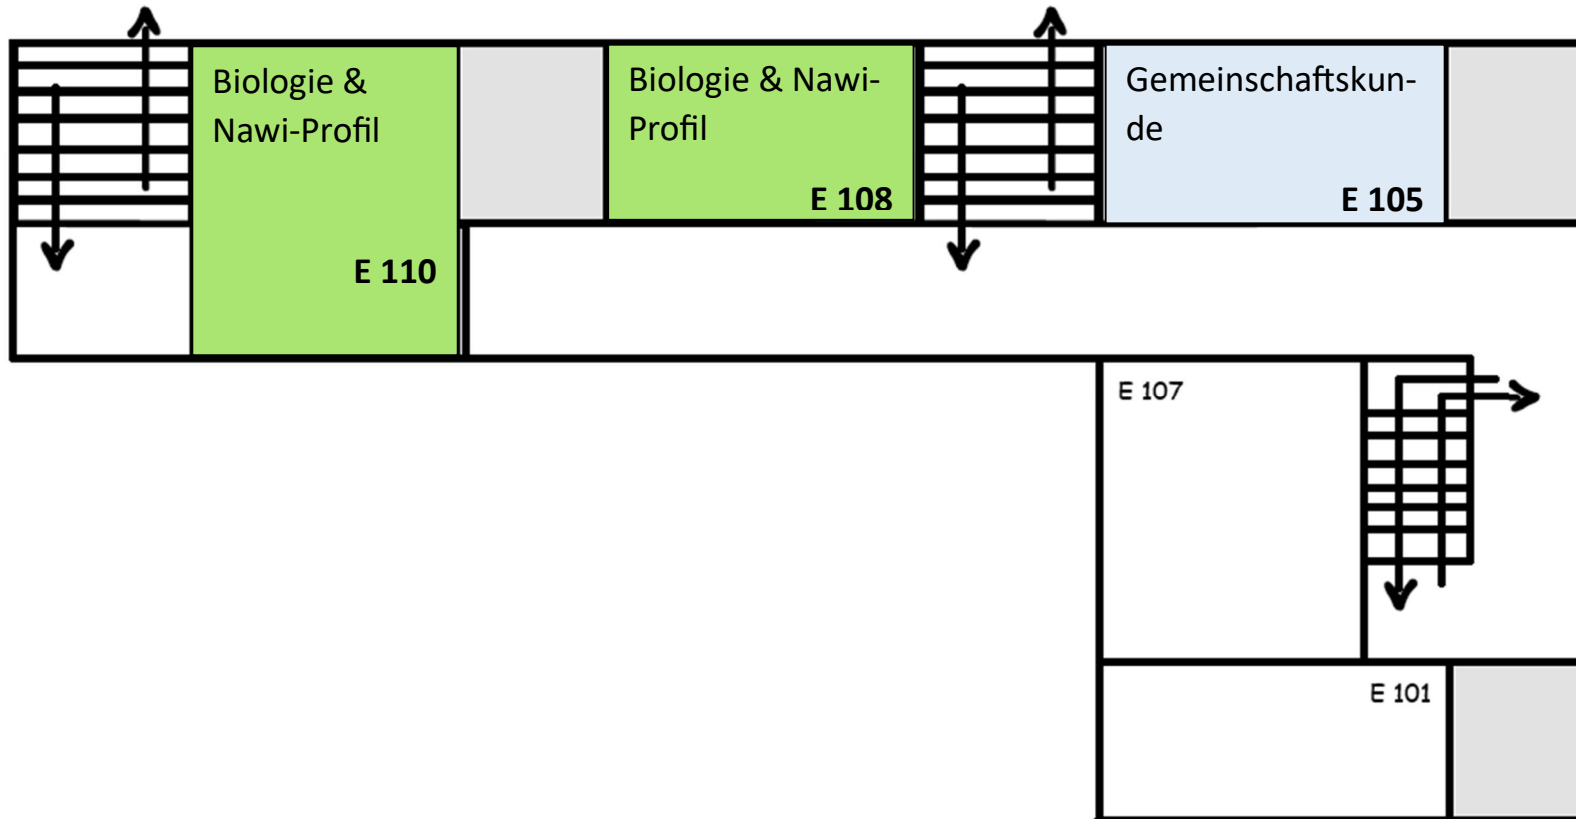 Biologie &
Nawi-Profil
E 110
Biologie & Nawi-
Profil
E 108
Gemeinschaftskun-
de
E 105
E 107
E 101